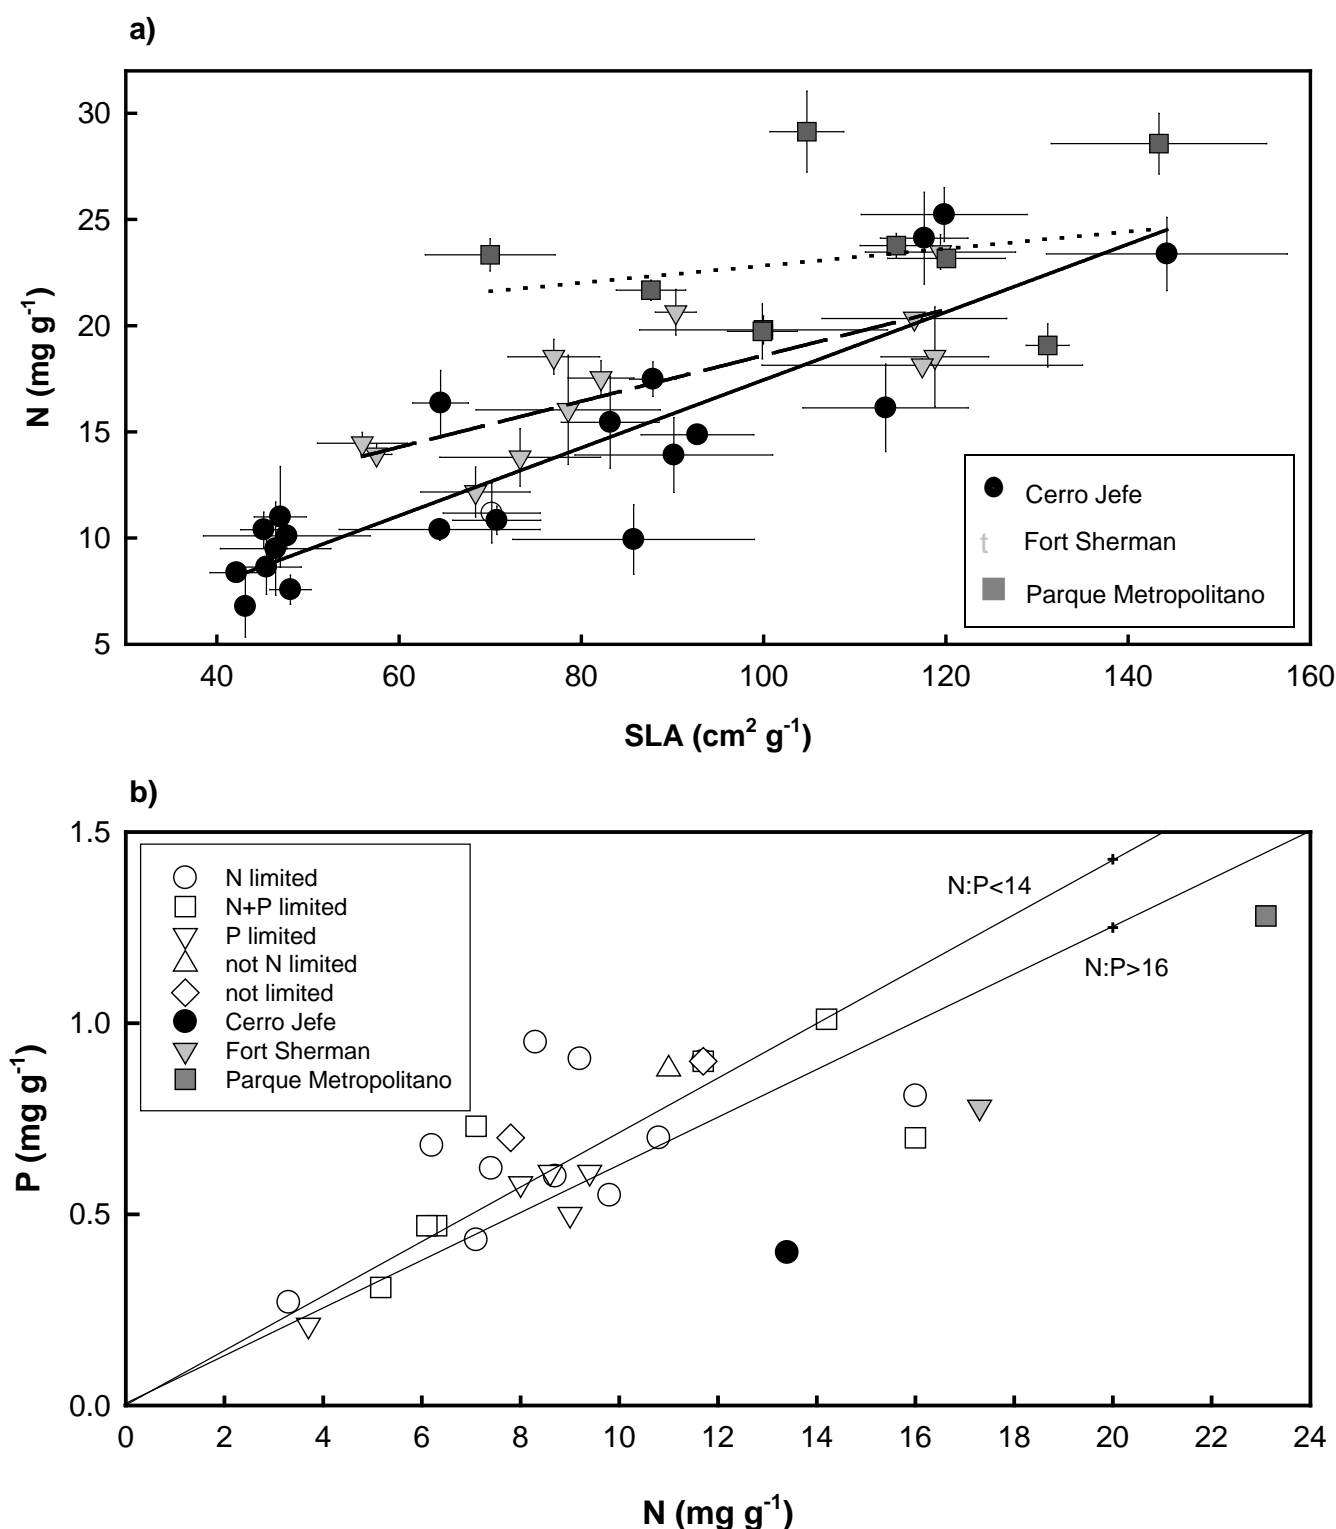 a)
30
25
20
15
10
5
N (mg g⁻¹)
Cerro Jefe
t Fort Sherman
Parque Metropolitano
40 60 80 100 120 140 160
SLA (cm² g⁻¹)
b)
1.5
1.0
0.5
0.0
P (mg g⁻¹)
N limited
N+P limited
P limited
not N limited
not limited
Cerro Jefe
Fort Sherman
Parque Metropolitano
N:P<14
N:P>16
0 2 4 6 8 10 12 14 16 18 20 22 24
N (mg g⁻¹)